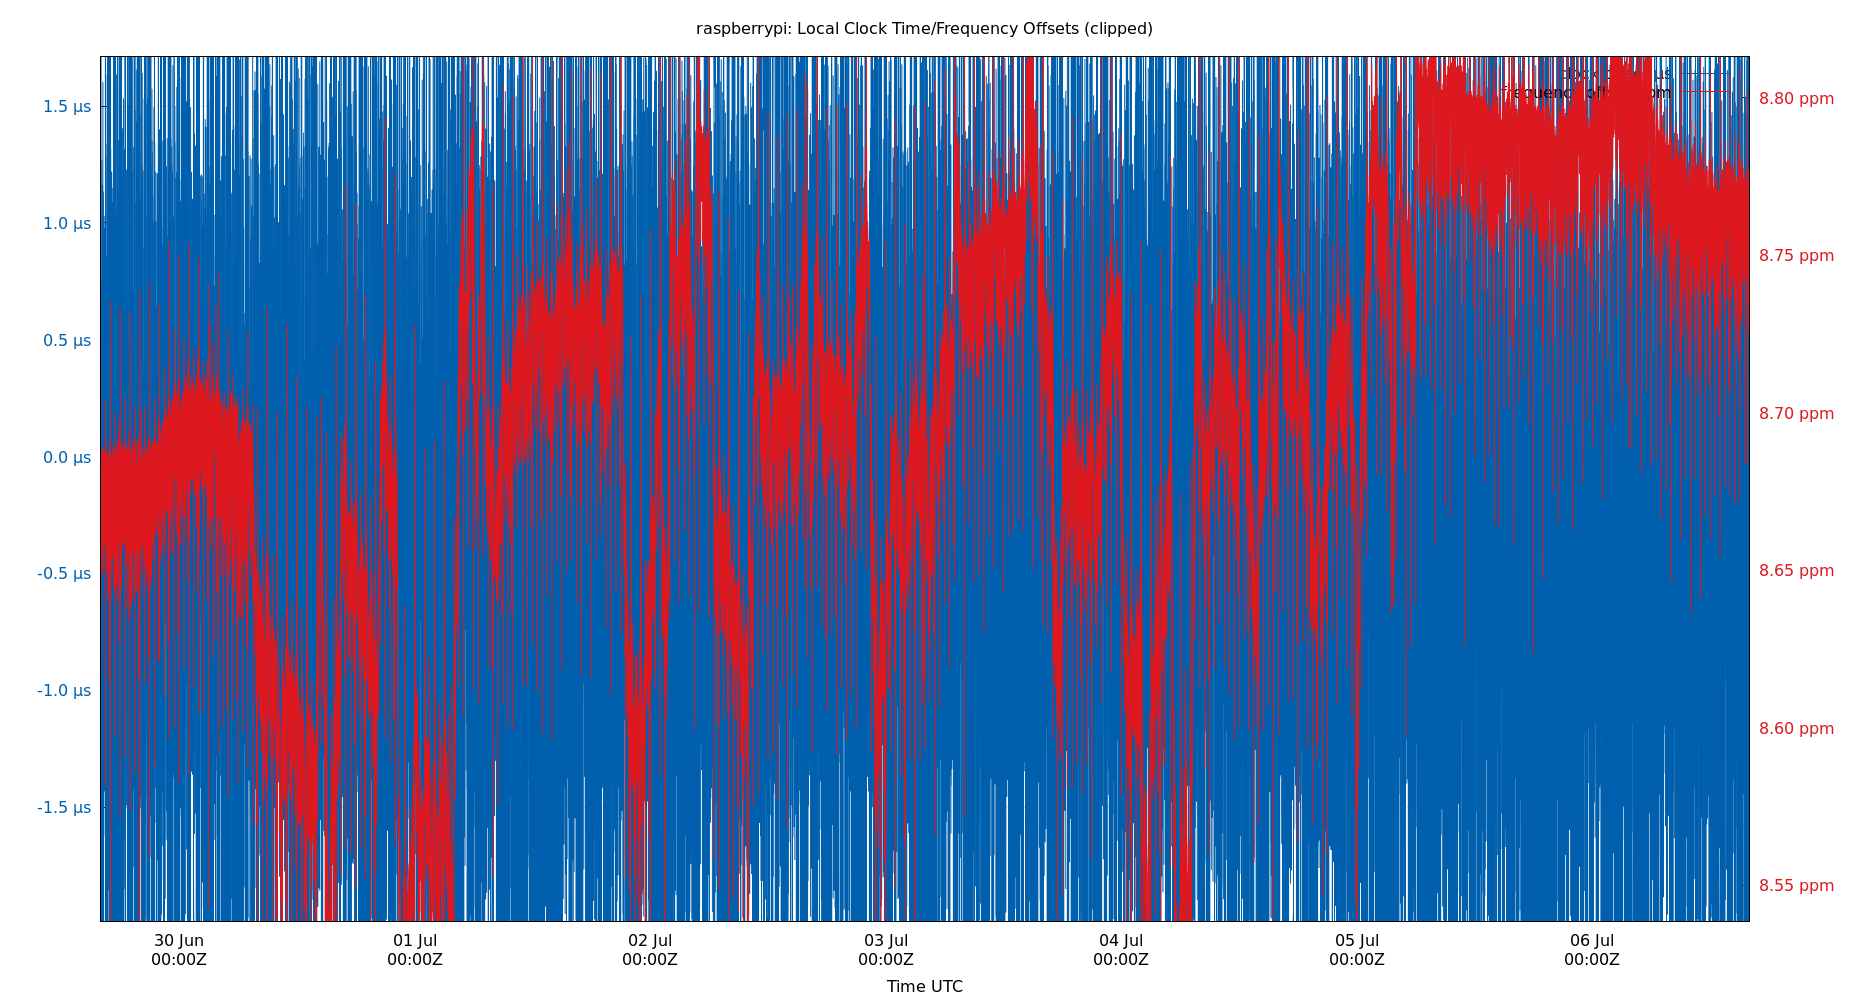 raspberrypi: Local Clock Time/Frequency Offsets (clipped)
1.5 µs
1.0 µs
0.5 µs
0.0 µs
-0.5 µs
-1.0 µs
-1.5 µs
8.80 ppm
8.75 ppm
8.70 ppm
8.65 ppm
8.60 ppm
8.55 ppm
30 Jun
00:00Z
01 Jul
00:00Z
02 Jul
00:00Z
03 Jul
00:00Z
04 Jul
00:00Z
05 Jul
00:00Z
06 Jul
00:00Z
Time UTC